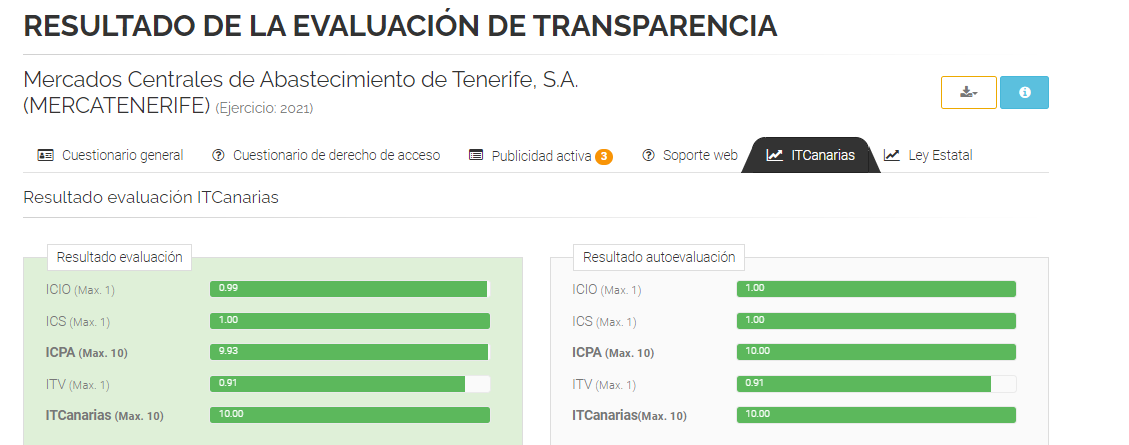 RESULTADO DE LA EVALUACIÓN DE TRANSPARENCIA
Mercados Centrales de Abastecimiento de Tenerife, S.A.
(MERCATENERIFE) (Ejercicio: 2021)
Cuestionario general
Cuestionario de derecho de acceso
Publicidad activa 3
Soporte web
ITCanarias
Ley Estatal
Resultado evaluación ITCanarias
Resultado evaluación
ICIO (Max. 1) 0.99
ICS (Max. 1) 1.00
ICPA (Max. 10) 9.93
ITV (Max. 1) 0.91
ITCanarias (Max. 10) 10.00
Resultado autoevaluación
ICIO (Max. 1) 1.00
ICS (Max. 1) 1.00
ICPA (Max. 10) 10.00
ITV (Max. 1) 0.91
ITCanarias(Max. 10) 10.00